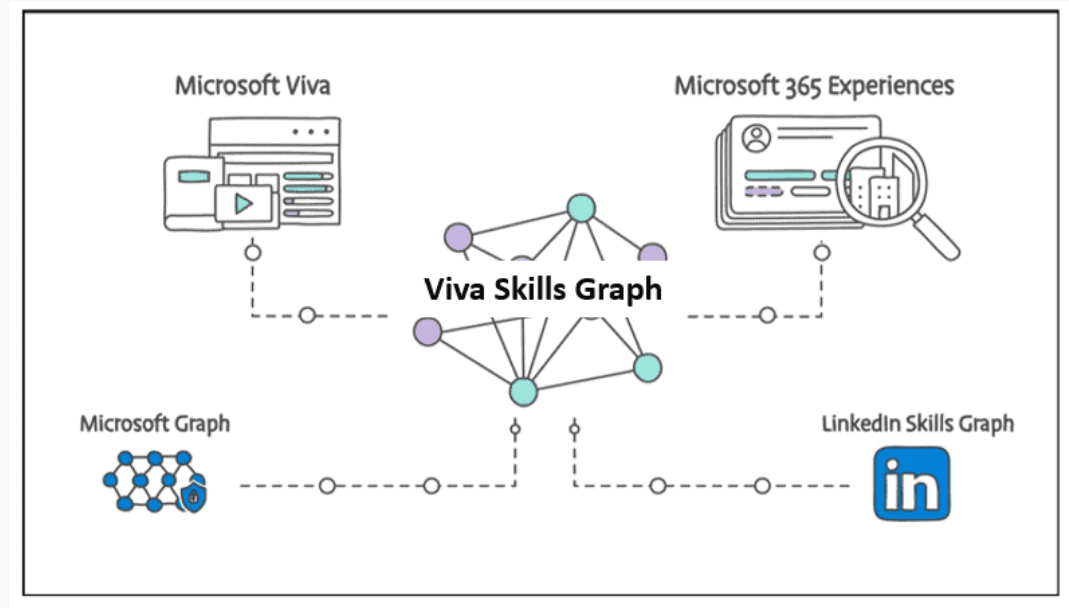 Microsoft Viva
Microsoft 365 Experiences
Viva Skills Graph
Microsoft Graph
LinkedIn Skills Graph
in